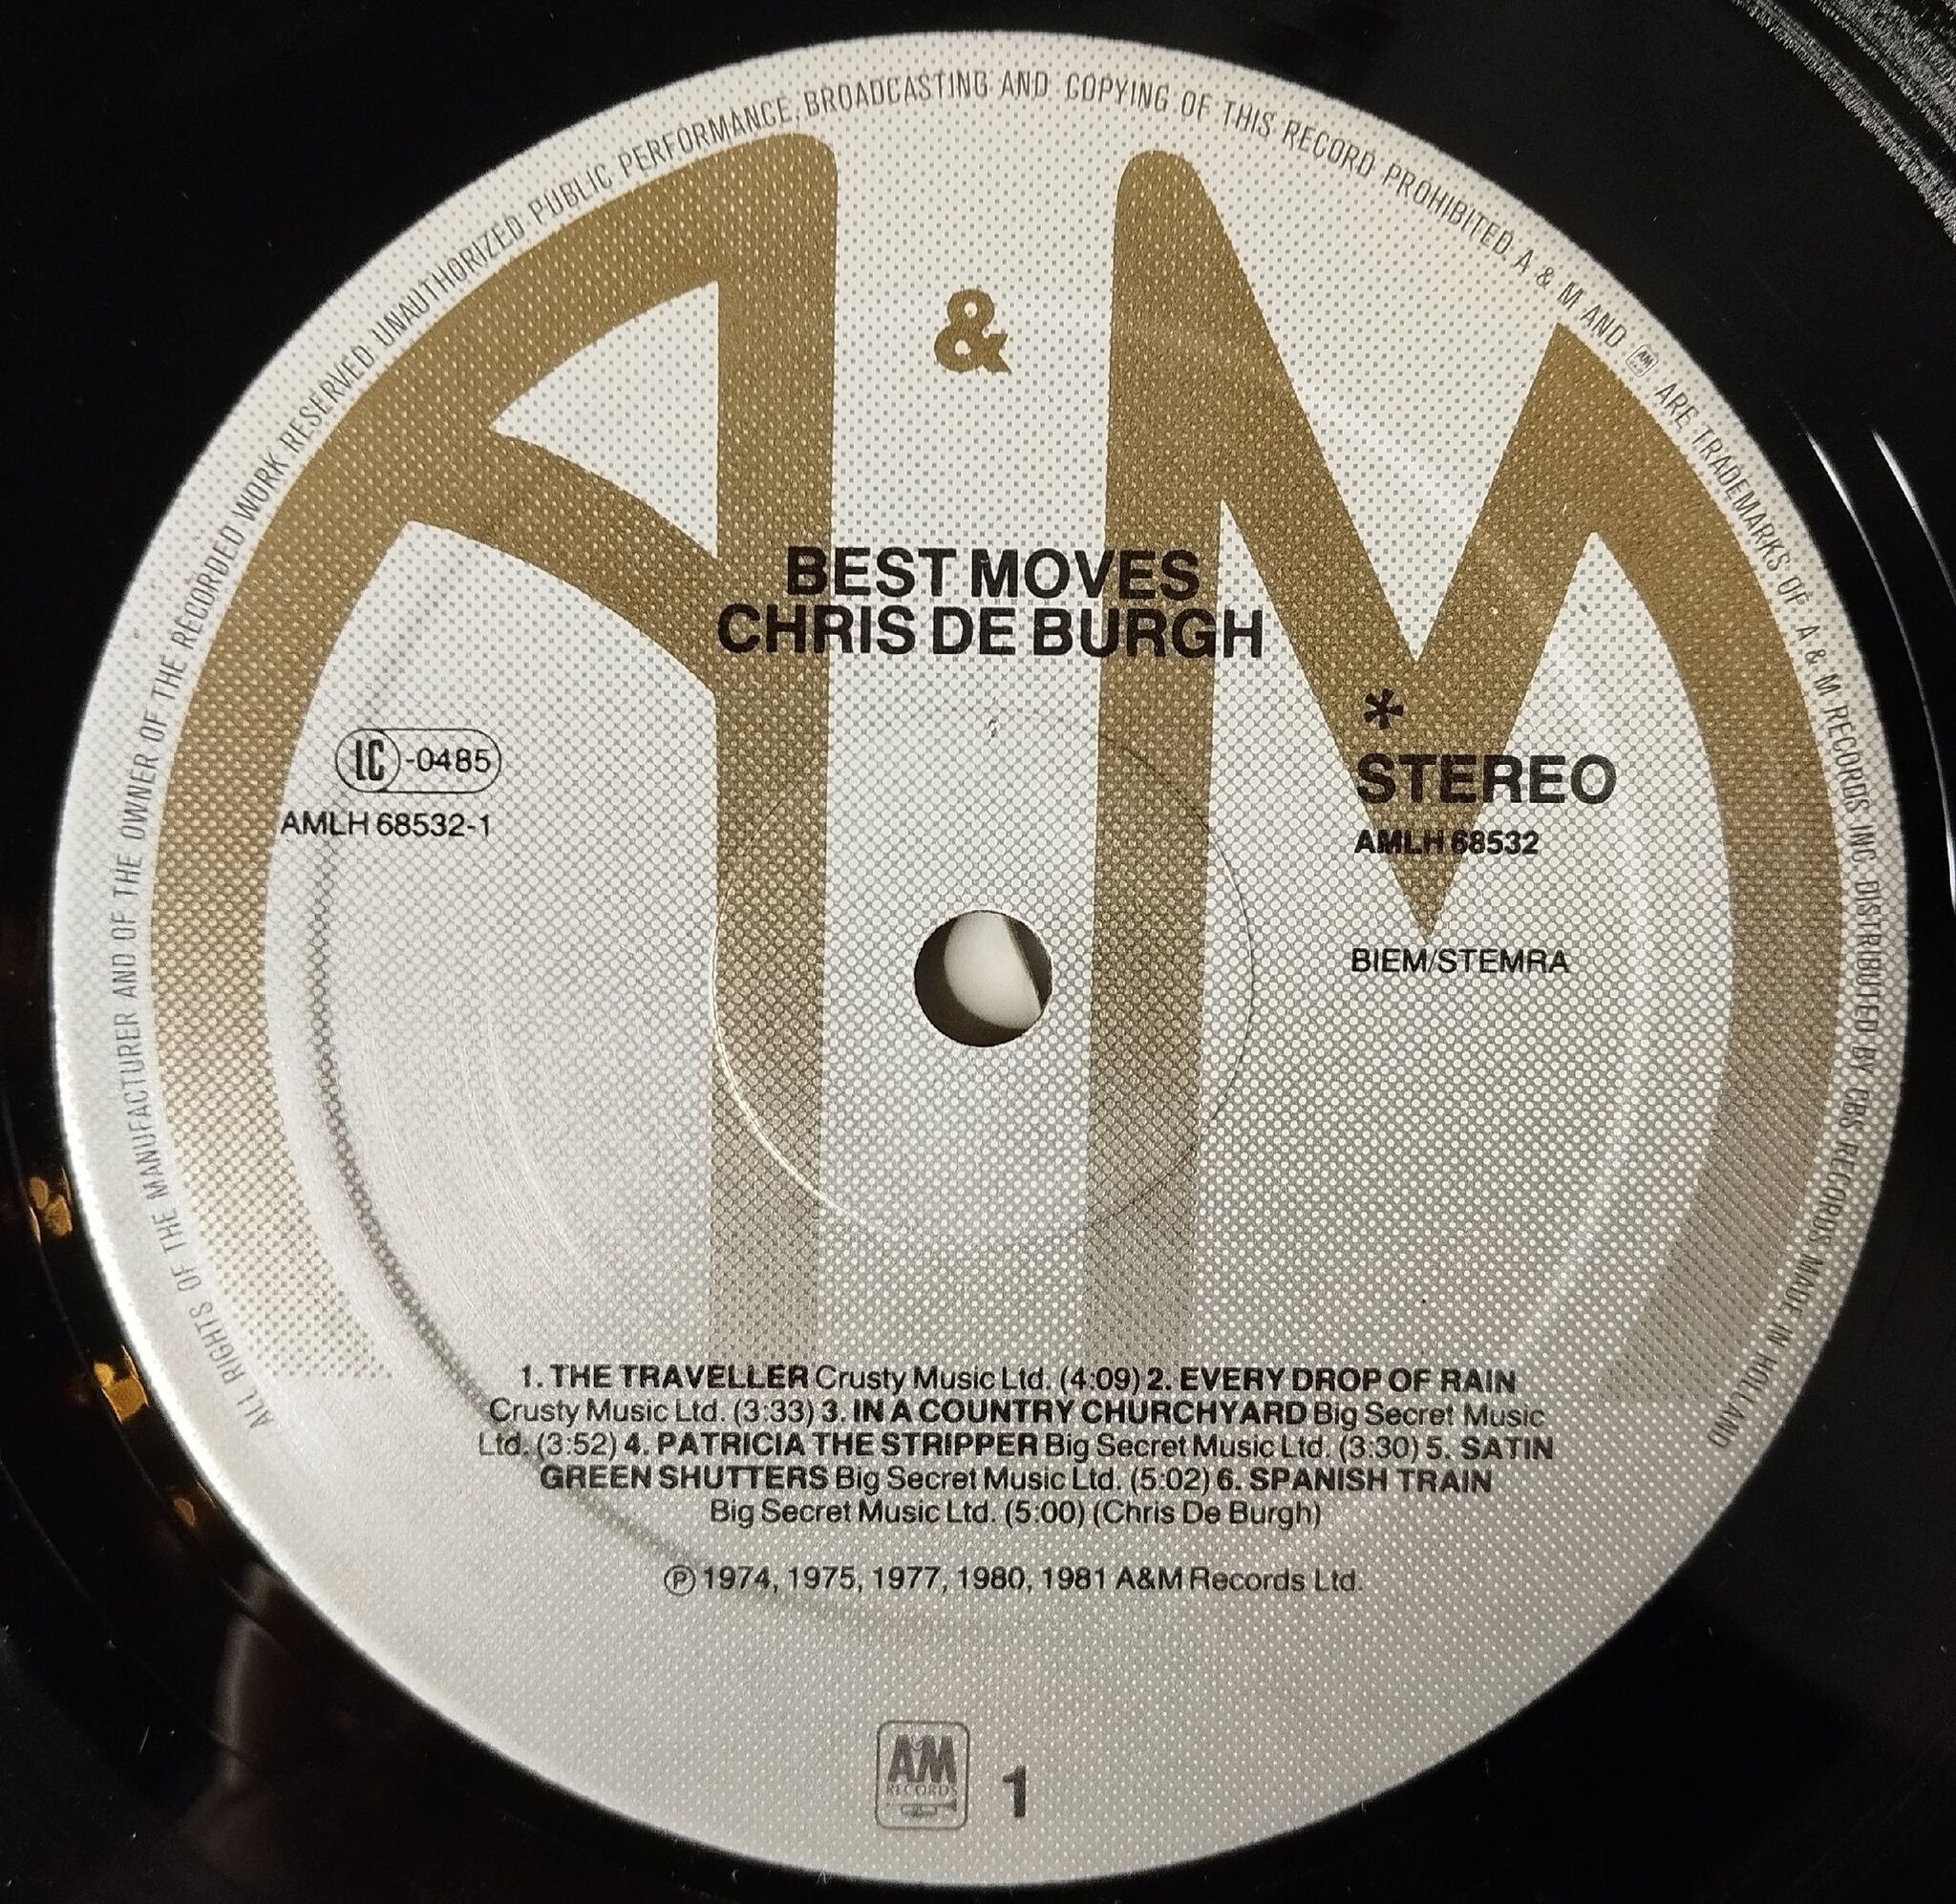 ALL RIGHTS OF THE MANUFACTURER AND OF THE OWNER OF THE RECORDED WORK RESERVED UNAUTHORIZED PUBLIC PERFORMANCE, BROADCASTING AND COPYING OF THIS RECORD PROHIBITED. A & M AND AM ARE TRADEMARKS OF A & M RECORDS INC DISTRIBUTED BY CBS RECORDS MADE IN HOLLAND
A & M
BEST MOVES
CHRIS DE BURGH
LC -0485
AMLH 68532-1
*
STEREO
AMLH 68532
BIEM/STEMRA
1. THE TRAVELLER Crusty Music Ltd. (4:09) 2. EVERY DROP OF RAIN
Crusty Music Ltd. (3:33) 3. IN A COUNTRY CHURCHYARD Big Secret Music
Ltd. (3:52) 4. PATRICIA THE STRIPPER Big Secret Music Ltd. (3:30) 5. SATIN
GREEN SHUTTERS Big Secret Music Ltd. (5:02) 6. SPANISH TRAIN
Big Secret Music Ltd. (5:00) (Chris De Burgh)
Ⓟ 1974, 1975, 1977, 1980, 1981 A&M Records Ltd.
AM
RECORDS
1